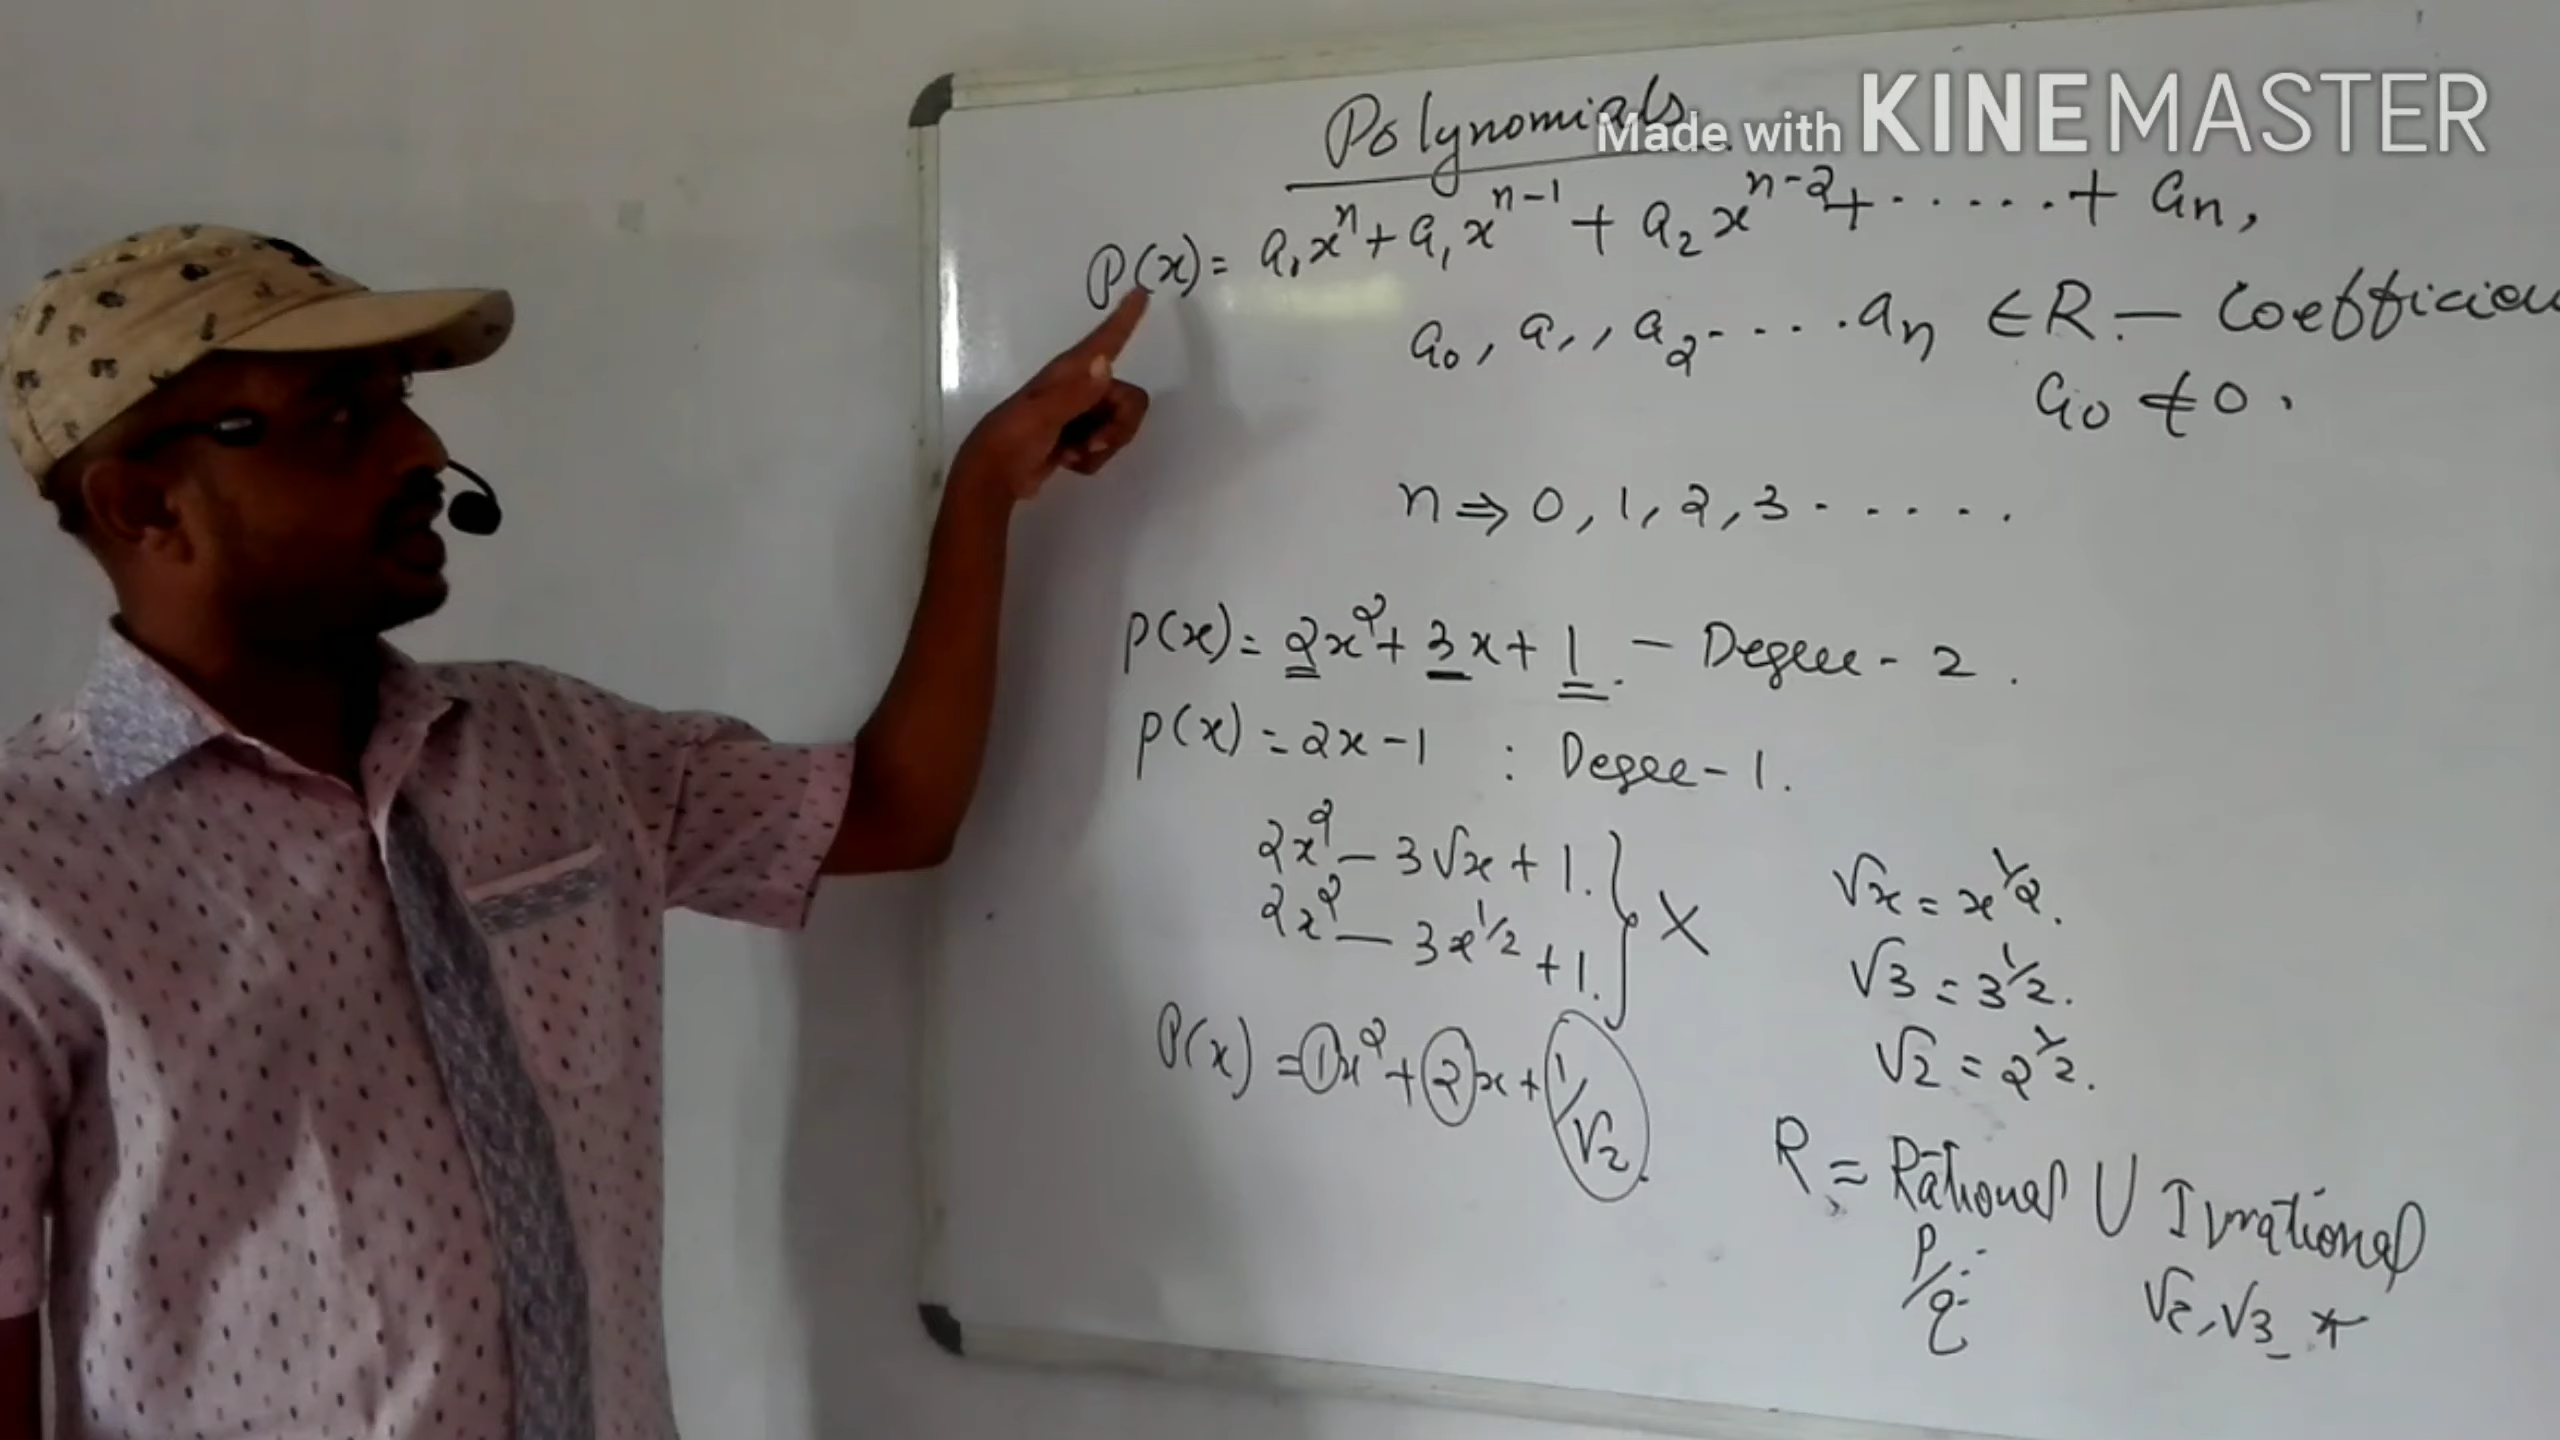 Polynomials
Made with KINEMASTER
P(x) = a₁xⁿ + a₁xⁿ⁻¹ + a₂xⁿ⁻² + ...... + aₙ,
a₀, a₁, a₂ .... aₙ ∈ R — Coefficien
a₀ ≠ 0.
n ⇒ 0, 1, 2, 3 .....
p(x) = 2x² + 3x + 1. — Degree - 2.
p(x) = 2x - 1 : Degree - 1.
2x² - 3√x + 1.
2x² - 3x^1/2 + 1. } X
P(x) = 1x² + 2x + 1/√2.
√x = x^1/2.
√3 = 3^1/2.
√2 = 2^1/2.
R = Rational U Irrational
p/q
√2, √3, π